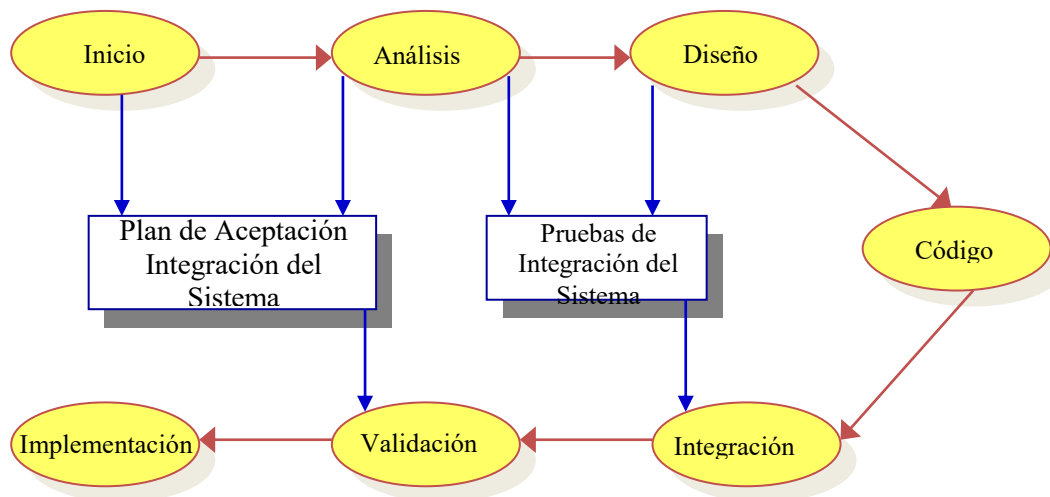 Inicio
Análisis
Diseño
Plan de Aceptación
Integración del
Sistema
Pruebas de
Integración del
Sistema
Código
Implementación
Validación
Integración